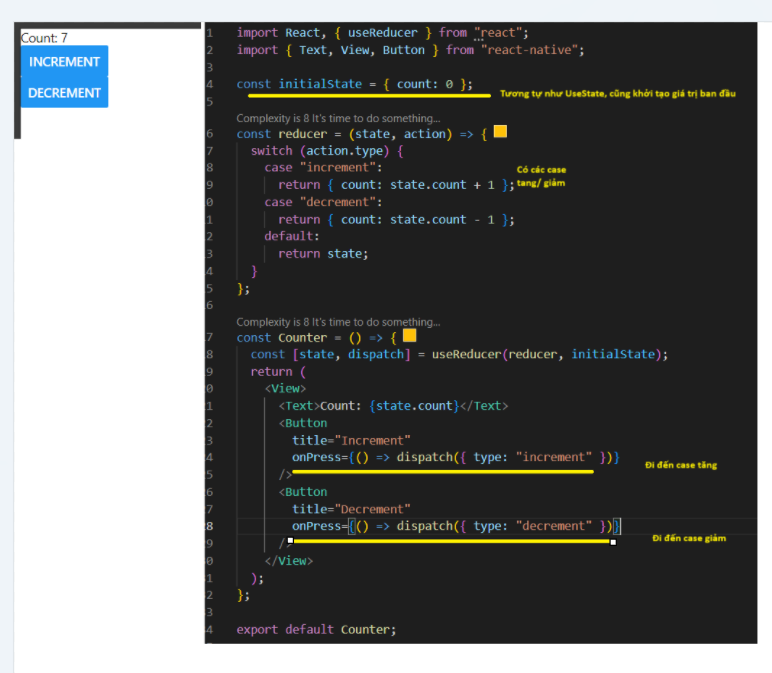 Count: 7
INCREMENT
DECREMENT
1 import React, { useReducer } from "react";
2 import { Text, View, Button } from "react-native";
3
4 const initialState = { count: 0 };
Tương tự như UseState, cũng khởi tạo giá trị ban đầu
5
Complexity is 8 It's time to do something...
6 const reducer = (state, action) => {
7 switch (action.type) {
8 case "increment":
Có các case
9 return { count: state.count + 1 };
tang/ giảm
0 case "decrement":
1 return { count: state.count - 1 };
2 default:
3 return state;
4 }
5 };
6
Complexity is 8 It's time to do something...
7 const Counter = () => {
8 const [state, dispatch] = useReducer(reducer, initialState);
9 return (
0 <View>
1 <Text>Count: {state.count}</Text>
2 <Button
3 title="Increment"
4 onPress={() => dispatch({ type: "increment" })}
Đi đến case tăng
5 />
6 <Button
7 title="Decrement"
8 onPress={() => dispatch({ type: "decrement" })}
Đi đến case giảm
9 />
0 </View>
1 );
2 };
3
4 export default Counter;